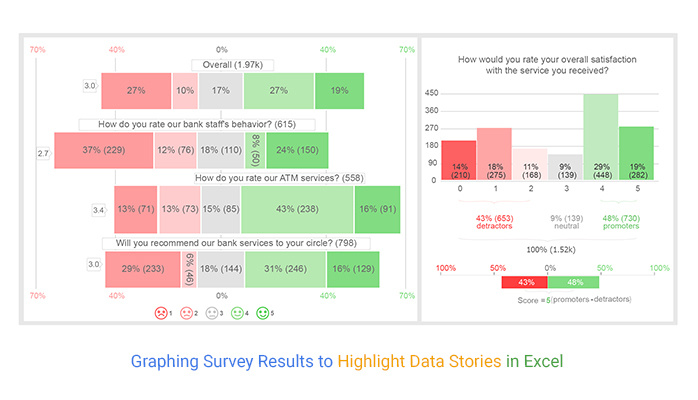 70% 40% 0% 40% 70%
Overall (1.97k)
3.0
27% 10% 17% 27% 19%
How do you rate our bank staff's behavior? (615)
2.7
37% (229) 12% (76) 18% (110) 8% (50) 24% (150)
How do you rate our ATM services? (558)
3.4
13% (71) 13% (73) 15% (85) 43% (238) 16% (91)
Will you recommend our bank services to your circle? (798)
3.0
29% (233) 6% (46) 18% (144) 31% (246) 16% (129)
70% 40% 0% 40% 70%
1 2 3 4 5
How would you rate your overall satisfaction
with the service you received?
450
360
270
180
90
0
14% 18% 11% 9% 29% 19%
(210) (275) (168) (139) (448) (282)
0 1 2 3 4 5
43% (653) 9% (139) 48% (730)
detractors neutral promoters
100% (1.52k)
100% 50% 0% 50% 100%
43% 48%
Score = 5 (promoters - detractors)
Graphing Survey Results to Highlight Data Stories in Excel